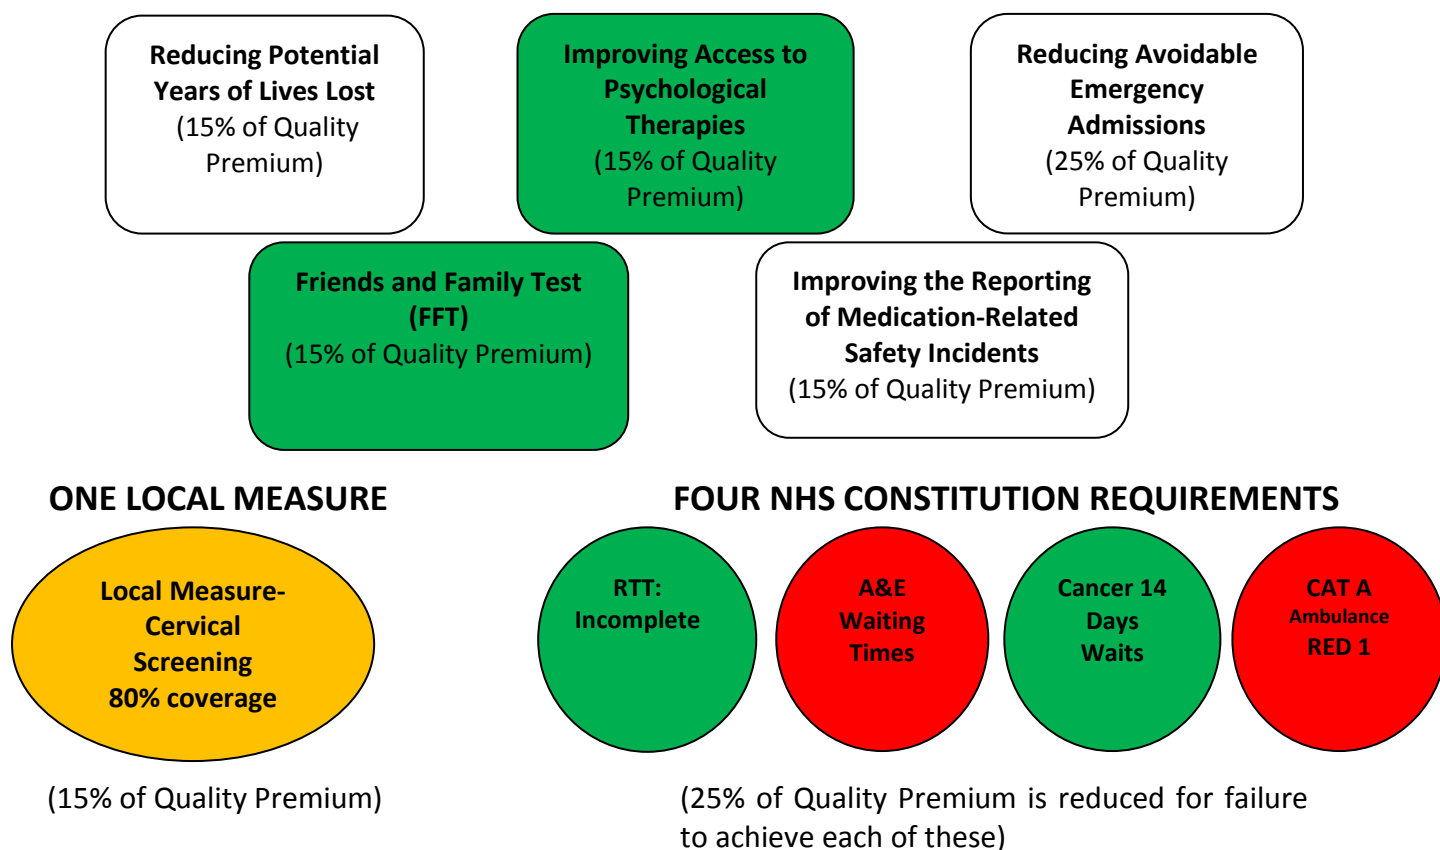 Reducing Potential
Years of Lives Lost
(15% of Quality
Premium)
Improving Access to
Psychological
Therapies
(15% of Quality
Premium)
Reducing Avoidable
Emergency
Admissions
(25% of Quality
Premium)
Friends and Family Test
(FFT)
(15% of Quality Premium)
Improving the Reporting
of Medication-Related
Safety Incidents
(15% of Quality Premium)
ONE LOCAL MEASURE
Local Measure-
Cervical
Screening
80% coverage
(15% of Quality Premium)
FOUR NHS CONSTITUTION REQUIREMENTS
RTT:
Incomplete
A&E
Waiting
Times
Cancer 14
Days
Waits
CAT A
Ambulance
RED 1
(25% of Quality Premium is reduced for failure
to achieve each of these)